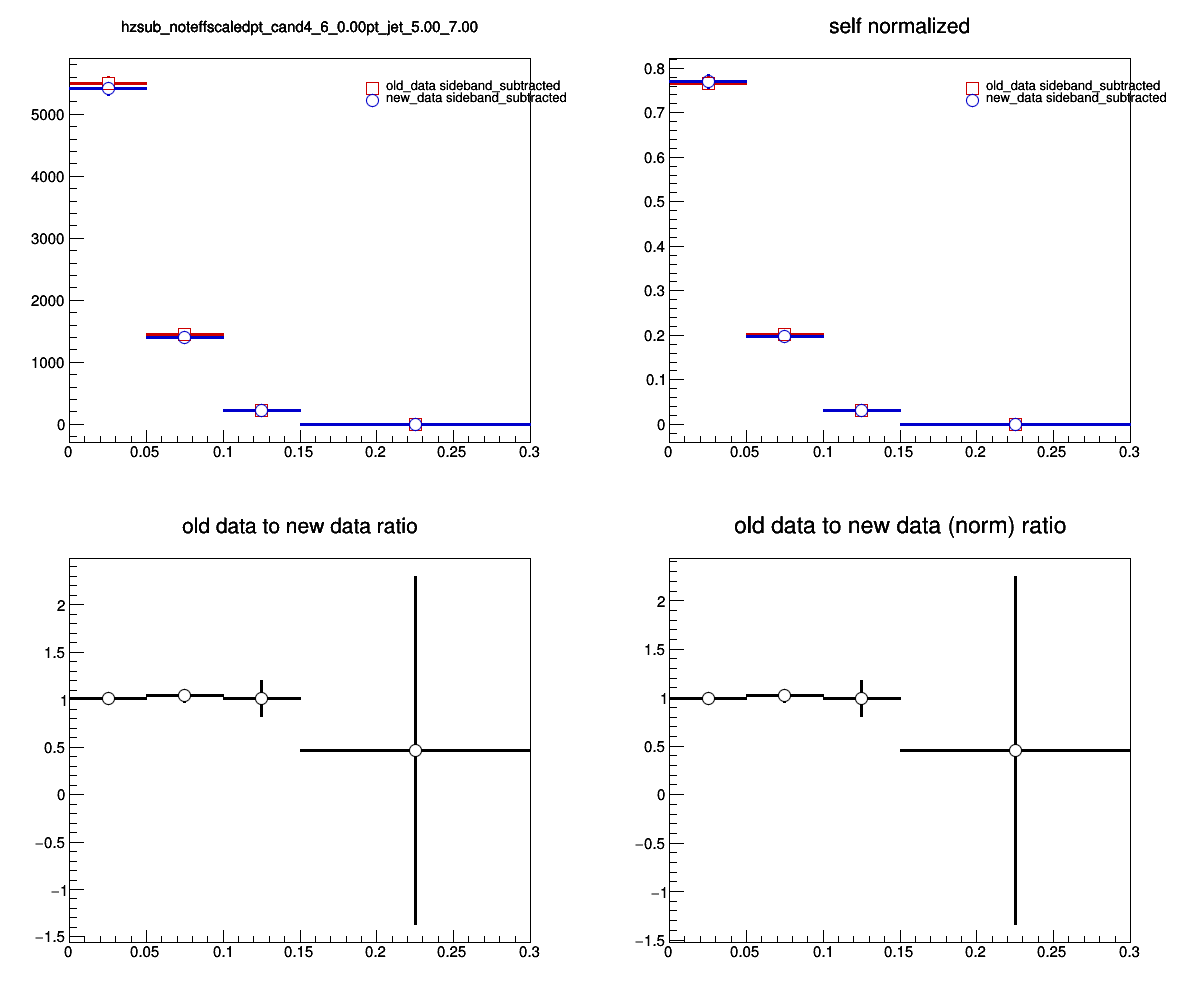 hzsub_noteffscaledpt_cand4_6_0.00pt_jet_5.00_7.00
old_data sideband_subtracted
new_data sideband_subtracted
5000
4000
3000
2000
1000
0
0 0.05 0.1 0.15 0.2 0.25 0.3
self normalized
old_data sideband_subtracted
new_data sideband_subtracted
0.8
0.7
0.6
0.5
0.4
0.3
0.2
0.1
0
0 0.05 0.1 0.15 0.2 0.25 0.3
old data to new data ratio
2
1.5
1
0.5
0
−0.5
−1
−1.5
0 0.05 0.1 0.15 0.2 0.25 0.3
old data to new data (norm) ratio
2
1.5
1
0.5
0
−0.5
−1
−1.5
0 0.05 0.1 0.15 0.2 0.25 0.3